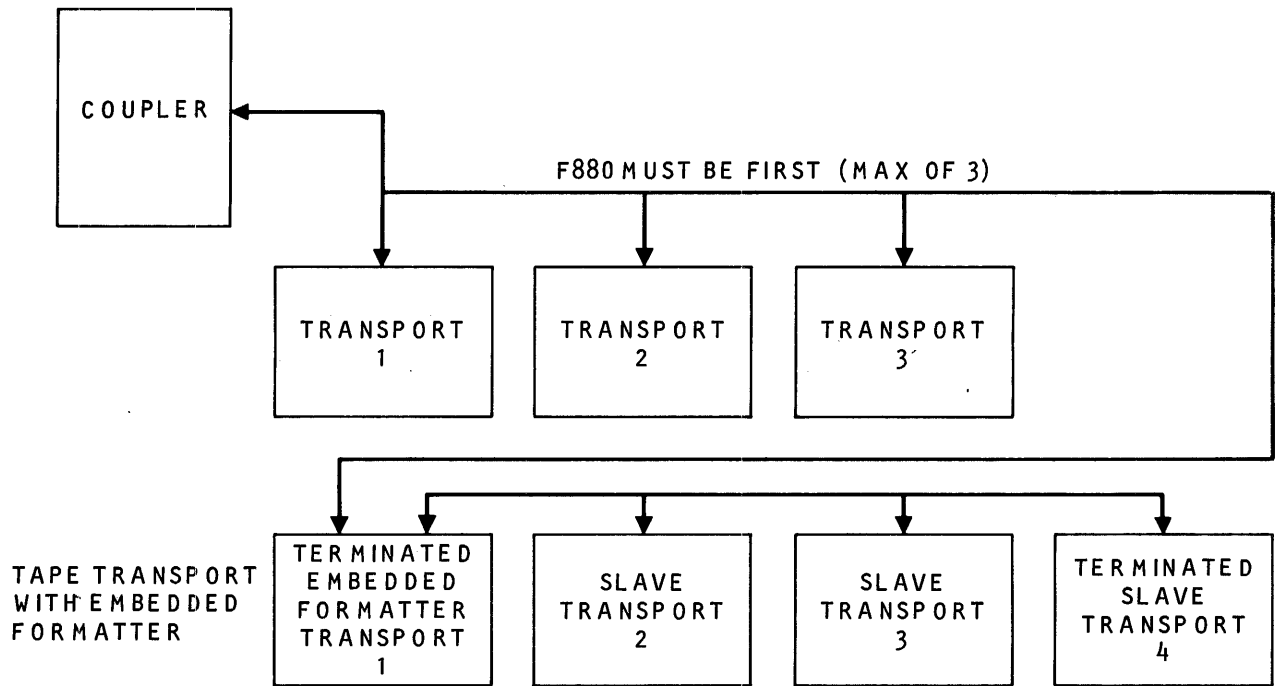 COUPLER
F880 MUST BE FIRST (MAX OF 3)
TRANSPORT
1
TRANSPORT
2
TRANSPORT
3
TAPE TRANSPORT
WITH EMBEDDED
FORMATTER
TERMINATED
EMBEDDED
FORMATTER
TRANSPORT
1
SLAVE
TRANSPORT
2
SLAVE
TRANSPORT
3
TERMINATED
SLAVE
TRANSPORT
4